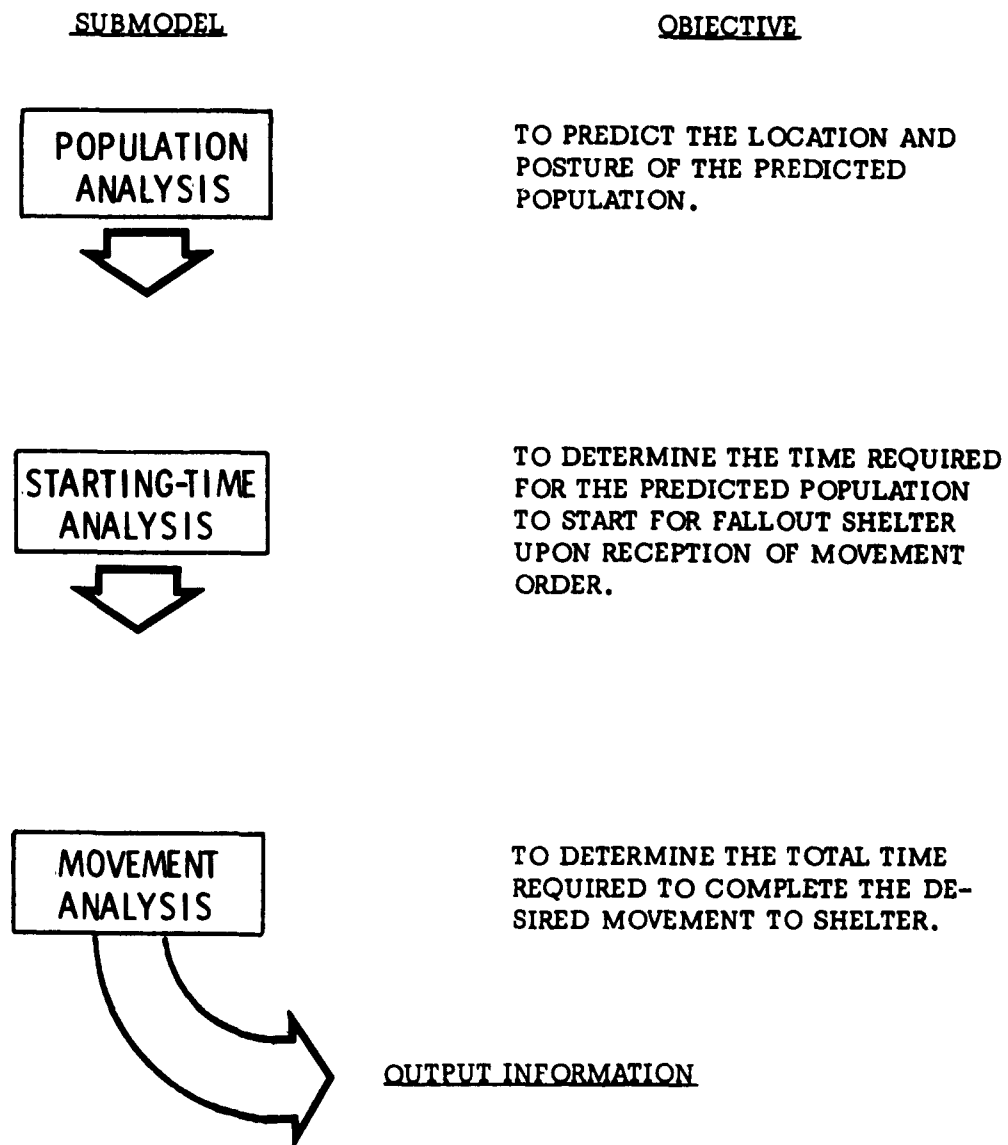 SUBMODEL
OBJECTIVE
POPULATION
ANALYSIS
TO PREDICT THE LOCATION AND
POSTURE OF THE PREDICTED
POPULATION.
STARTING-TIME
ANALYSIS
TO DETERMINE THE TIME REQUIRED
FOR THE PREDICTED POPULATION
TO START FOR FALLOUT SHELTER
UPON RECEPTION OF MOVEMENT
ORDER.
MOVEMENT
ANALYSIS
TO DETERMINE THE TOTAL TIME
REQUIRED TO COMPLETE THE DE-
SIRED MOVEMENT TO SHELTER.
OUTPUT INFORMATION